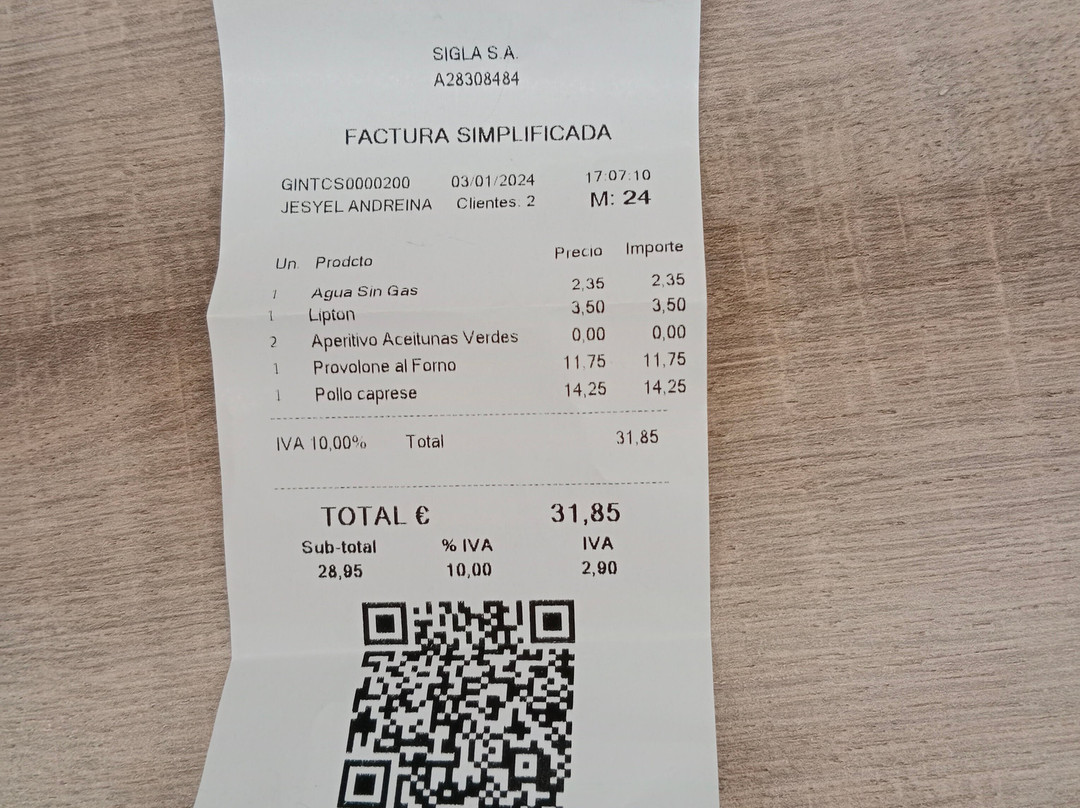 SIGLA S.A.
A28308484
FACTURA SIMPLIFICADA
GINTCS0000200 03/01/2024 17:07:10
JESYEL ANDREINA Clientes: 2 M: 24
Un. Prodcto Precio Importe
1 Agua Sin Gas 2,35 2,35
1 Lipton 3,50 3,50
2 Aperitivo Aceitunas Verdes 0,00 0,00
1 Provolone al Forno 11,75 11,75
1 Pollo caprese 14,25 14,25
IVA 10,00% Total 31,85
TOTAL € 31,85
Sub-total % IVA IVA
28,95 10,00 2,90